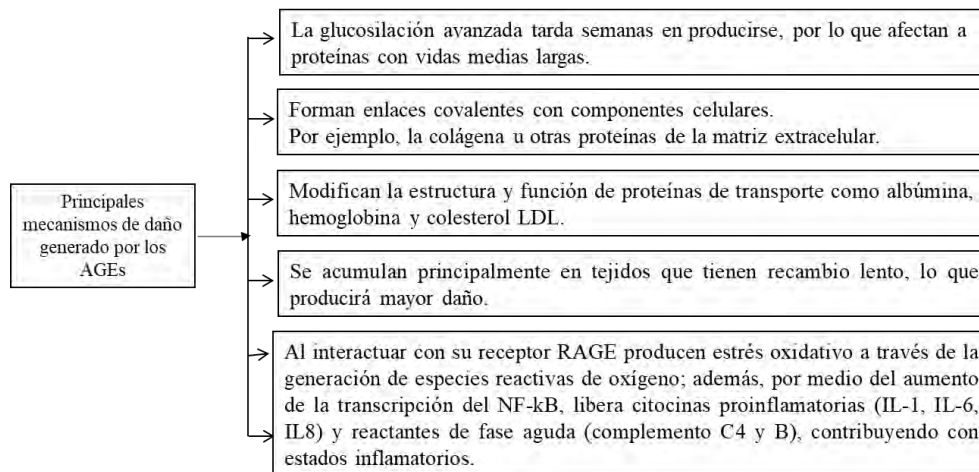 La glucosilación avanzada tarda semanas en producirse, por lo que afectan a
proteínas con vidas medias largas.
Forman enlaces covalentes con componentes celulares.
Por ejemplo, la colágena u otras proteínas de la matriz extracelular.
Principales
mecanismos de daño
generado por los
AGEs
Modifican la estructura y función de proteínas de transporte como albúmina,
hemoglobina y colesterol LDL.
Se acumulan principalmente en tejidos que tienen recambio lento, lo que
producirá mayor daño.
Al interactuar con su receptor RAGE producen estrés oxidativo a través de la
generación de especies reactivas de oxígeno; además, por medio del aumento
de la transcripción del NF-kB, libera citocinas proinflamatorias (IL-1, IL-6,
IL8) y reactantes de fase aguda (complemento C4 y B), contribuyendo con
estados inflamatorios.